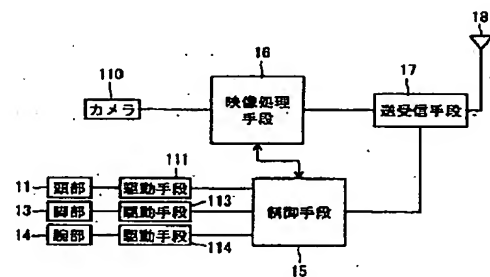 18
16
17
110
カメラ
映像処理
手段
送受信手段
111
11
頭部
駆動手段
113
13
脚部
駆動手段
制御手段
14
腕部
駆動手段
114
15